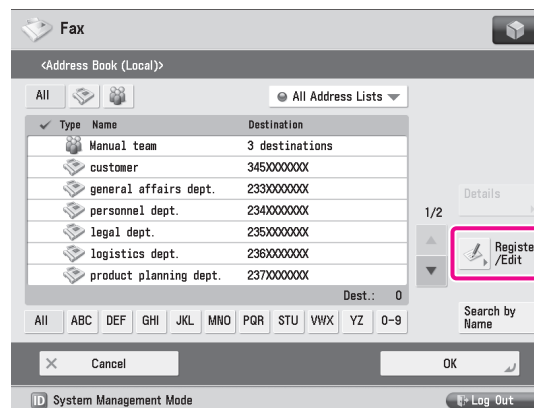 Fax
<Address Book (Local)>
All
All Address Lists
Type Name Destination
Manual team 3 destinations
customer 345XXXXXXX
general affairs dept. 233XXXXXXX
personnel dept. 234XXXXXXX
legal dept. 235XXXXXXX
logistics dept. 236XXXXXXX
product planning dept. 237XXXXXXX
1/2
Details
Registe
/Edit
Dest.: 0
All ABC DEF GHI JKL MNO PQR STU VWX YZ 0-9
Search by
Name
Cancel
OK
ID System Management Mode
Log Out